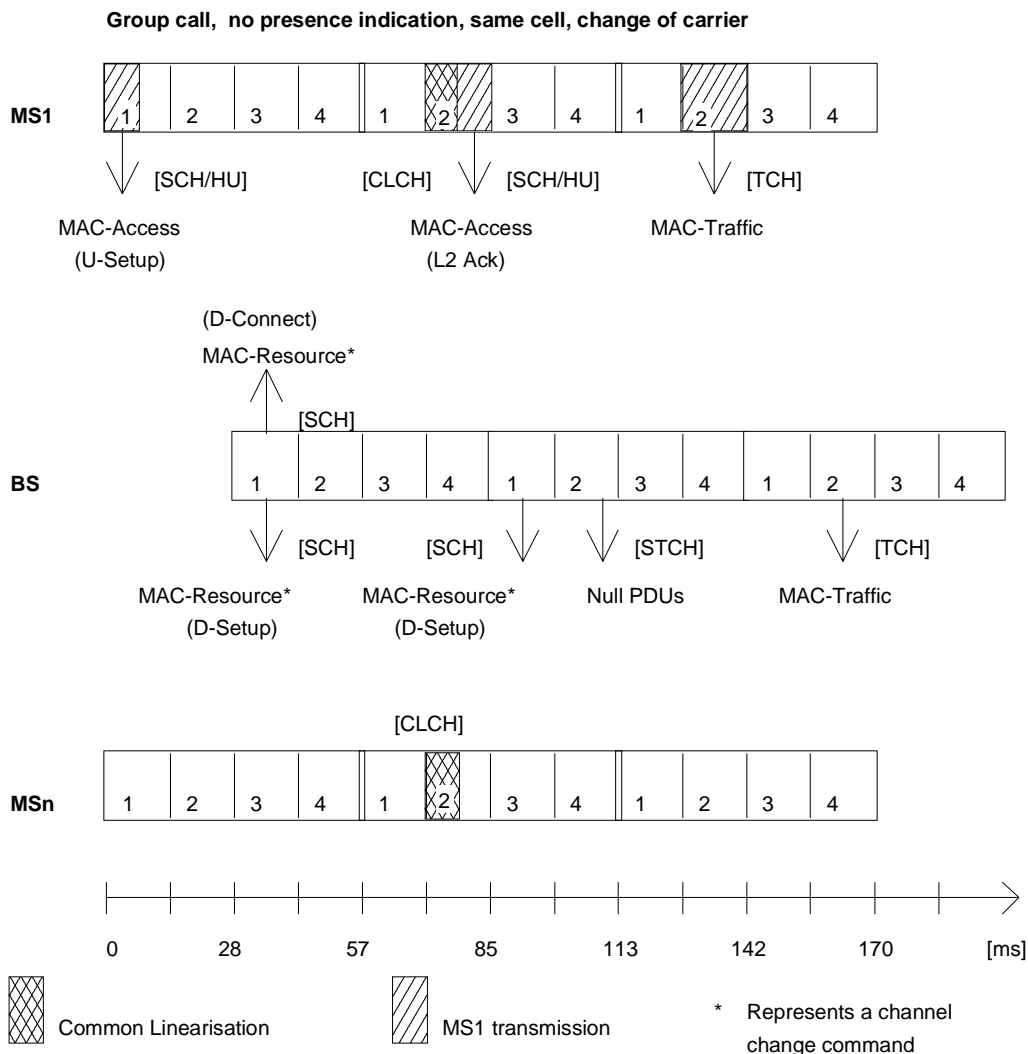 Group call, no presence indication, same cell, change of carrier
MS1
1 2 3 4 1 2 3 4 1 2 3 4
[SCH/HU] [CLCH] [SCH/HU] [TCH]
MAC-Access MAC-Access MAC-Traffic
(U-Setup) (L2 Ack)
(D-Connect)
MAC-Resource*
[SCH]
BS
1 2 3 4 1 2 3 4 1 2 3 4
[SCH] [SCH] [STCH] [TCH]
MAC-Resource* MAC-Resource* Null PDUs MAC-Traffic
(D-Setup) (D-Setup)
[CLCH]
MSn
1 2 3 4 1 2 3 4 1 2 3 4
0 28 57 85 113 142 170 [ms]
Common Linearisation
MS1 transmission
* Represents a channel
change command